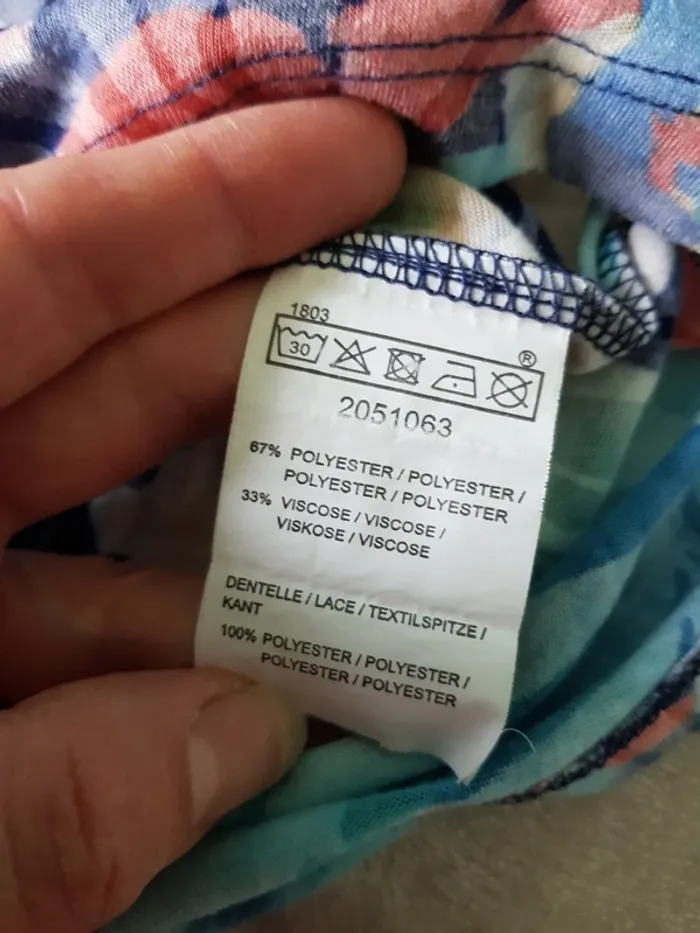 1803
30
®
2051063
67% POLYESTER / POLYESTER /
POLYESTER / POLYESTER
33% VISCOSE / VISCOSE /
VISKOSE / VISCOSE
DENTELLE / LACE / TEXTILSPITZE /
KANT
100% POLYESTER / POLYESTER /
POLYESTER / POLYESTER